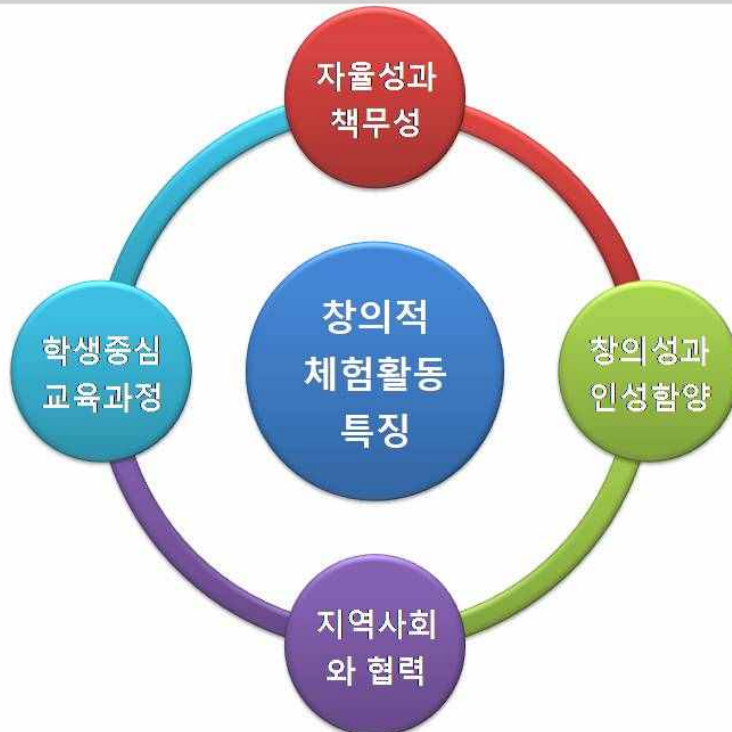 자율성과
책무성
학생중심
교육과정
창의적
체험활동
특징
창의성과
인성함양
지역사회
와 협력